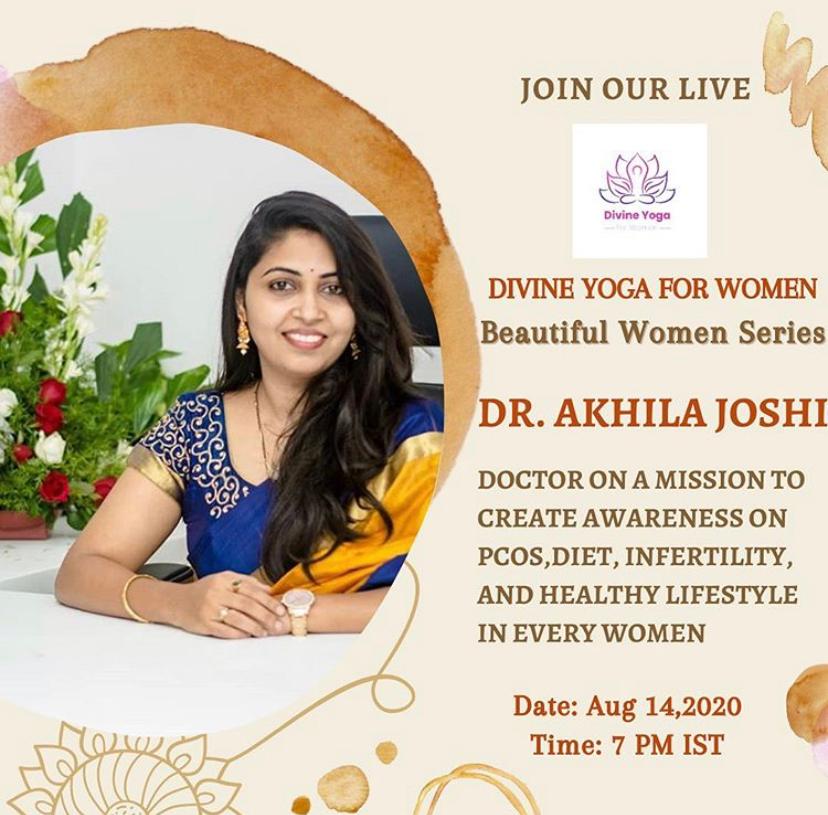 JOIN OUR LIVE
Divine Yoga
For Women
DIVINE YOGA FOR WOMEN
Beautiful Women Series
DR. AKHILA JOSHI
DOCTOR ON A MISSION TO
CREATE AWARENESS ON
PCOS,DIET, INFERTILITY,
AND HEALTHY LIFESTYLE
IN EVERY WOMEN
Date: Aug 14,2020
Time: 7 PM IST